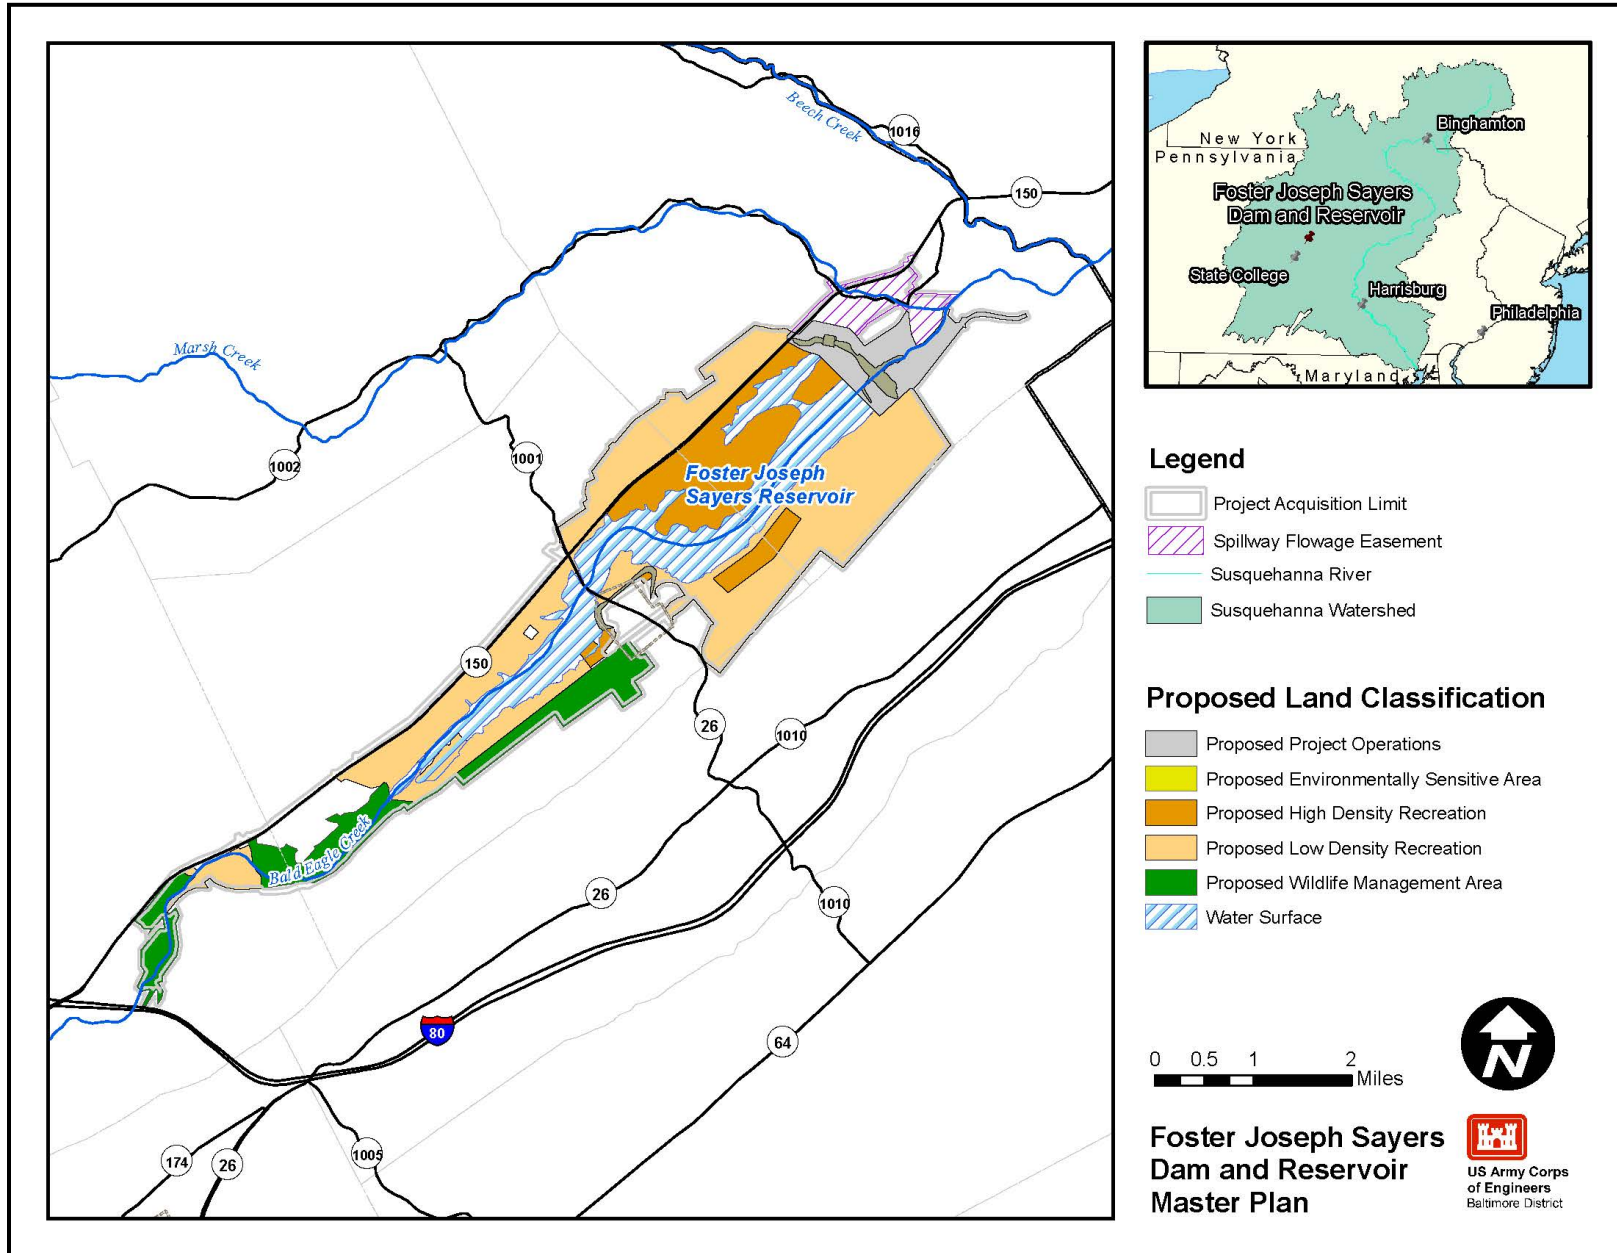 Beech Creek
1016
150
Marsh Creek
1002
1001
Foster Joseph
Sayers Reservoir
150
26
1010
Bald Eagle Creek
26
1010
80
64
174
26
1005
New York
Pennsylvania
Binghamton
Foster Joseph Sayers
Dam and Reservoir
State College
Harrisburg
Philadelphia
Maryland
Legend
Project Acquisition Limit
Spillway Flowage Easement
Susquehanna River
Susquehanna Watershed
Proposed Land Classification
Proposed Project Operations
Proposed Environmentally Sensitive Area
Proposed High Density Recreation
Proposed Low Density Recreation
Proposed Wildlife Management Area
Water Surface
0 0.5 1 2
Miles
N
Foster Joseph Sayers
Dam and Reservoir
Master Plan
US Army Corps
of Engineers
Baltimore District